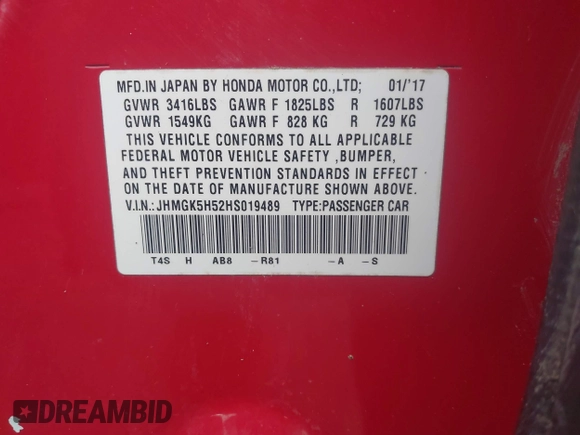 MFD.IN JAPAN BY HONDA MOTOR CO.,LTD; 01/'17
GVWR 3416LBS GAWR F 1825LBS R 1607LBS
GVWR 1549KG GAWR F 828 KG R 729 KG
THIS VEHICLE CONFORMS TO ALL APPLICABLE
FEDERAL MOTOR VEHICLE SAFETY ,BUMPER,
AND THEFT PREVENTION STANDARDS IN EFFECT
ON THE DATE OF MANUFACTURE SHOWN ABOVE.
V.I.N.: JHMGK5H52HS019489 TYPE:PASSENGER CAR
T4S H AB8 -R81 -A -S
DREAMBID